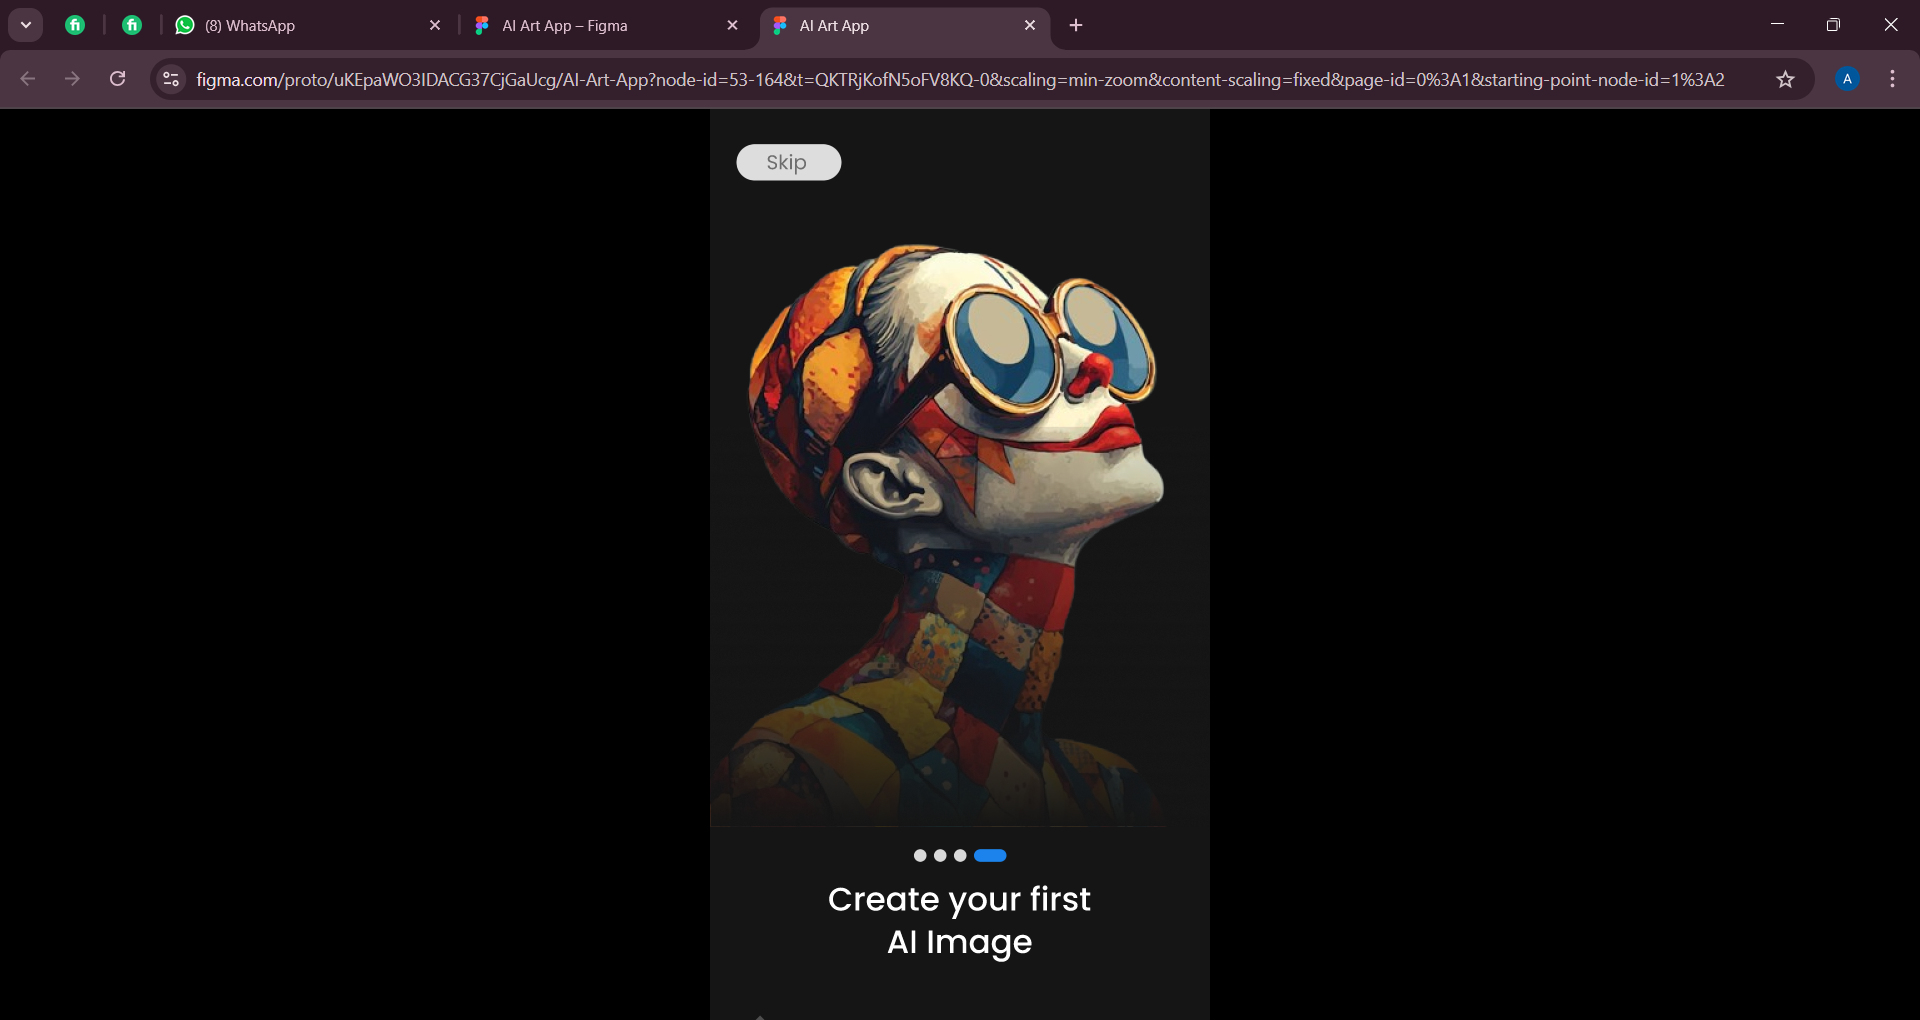 fi
fi
(8) WhatsApp
AI Art App – Figma
AI Art App
figma.com/proto/uKEpaWO3IDACG37CjGaUcg/AI-Art-App?node-id=53-164&t=QKTRjKofN5oFV8KQ-0&scaling=min-zoom&content-scaling=fixed&page-id=0%3A1&starting-point-node-id=1%3A2
A
Skip
Create your first
AI Image